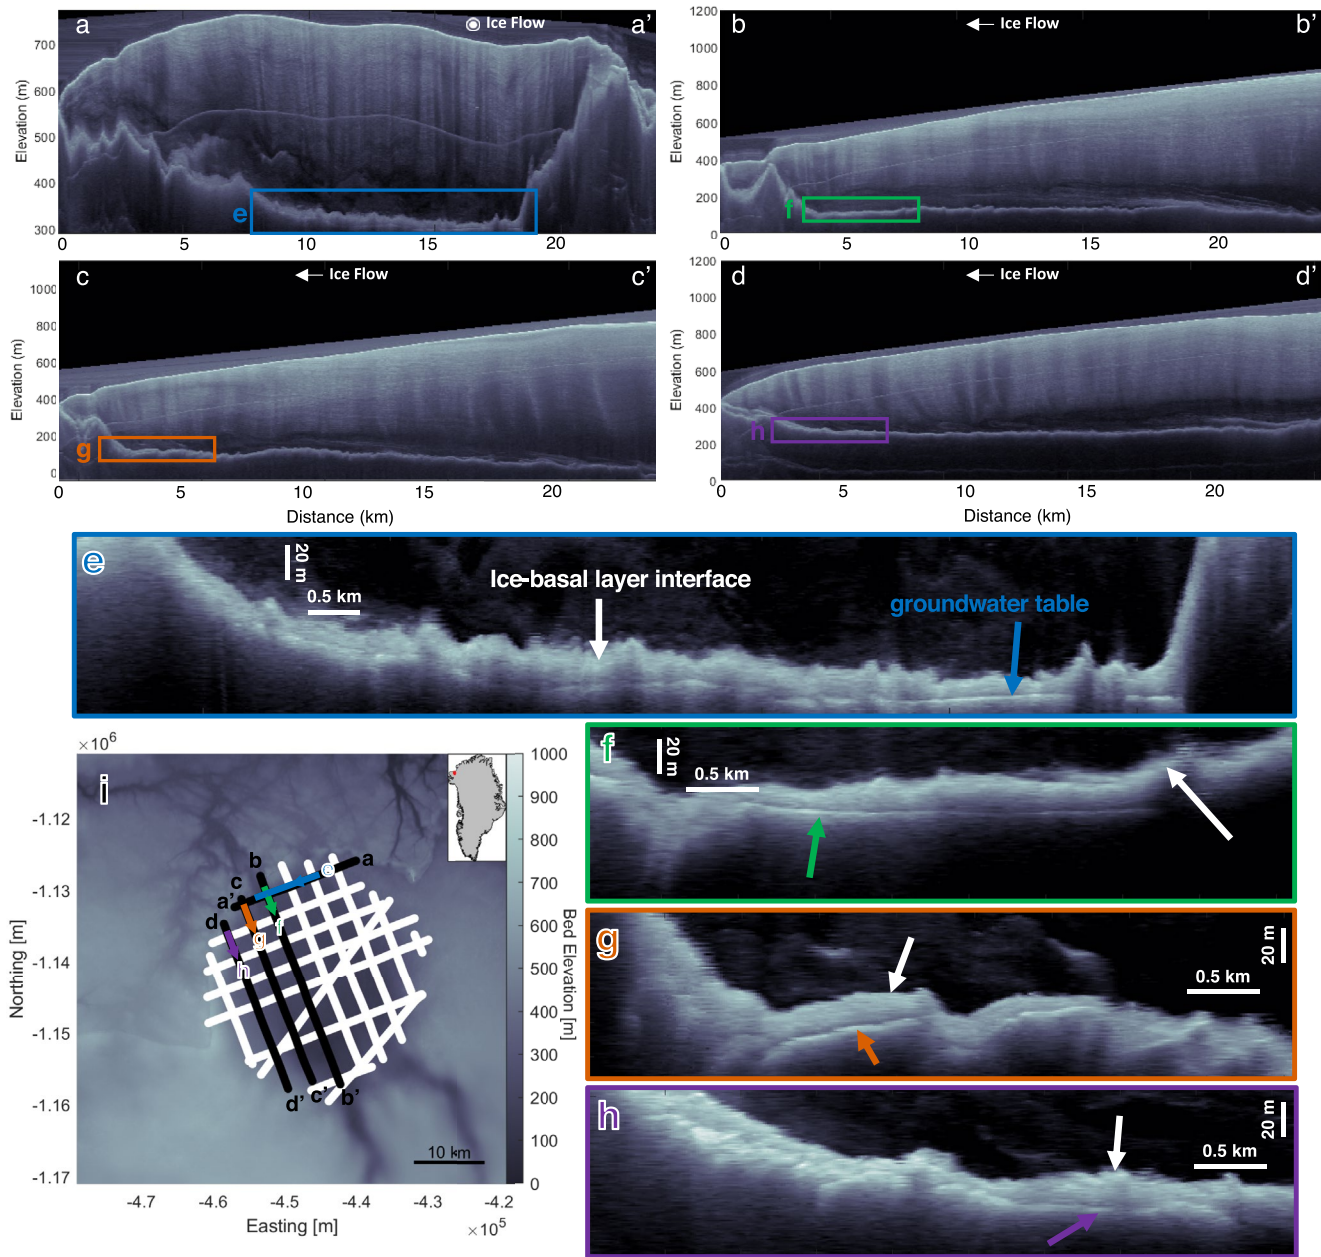 a
Ice Flow
a'
Elevation (m)
700
600
500
400
300
e
0
5
10
15
20
b
Ice Flow
b'
Elevation (m)
1200
1000
800
600
400
200
0
f
0
5
10
15
20
c
Ice Flow
c'
Elevation (m)
1000
800
600
400
200
0
g
0
5
10
15
20
Distance (km)
d
Ice Flow
d'
Elevation (m)
1200
1000
800
600
400
200
0
h
0
5
10
15
20
Distance (km)
e
20 m
0.5 km
Ice-basal layer interface
groundwater table
×10⁶
i
-1.12
-1.13
-1.14
-1.15
-1.16
-1.17
Northing [m]
-4.7
-4.6
-4.5
-4.4
-4.3
-4.2
Easting [m]
×10⁵
a
b
c
a'
d
e
f
g
h
d'
c'
b'
10 km
1000
900
800
700
600
500
400
300
200
100
0
Bed Elevation [m]
f
20 m
0.5 km
g
20 m
0.5 km
h
20 m
0.5 km